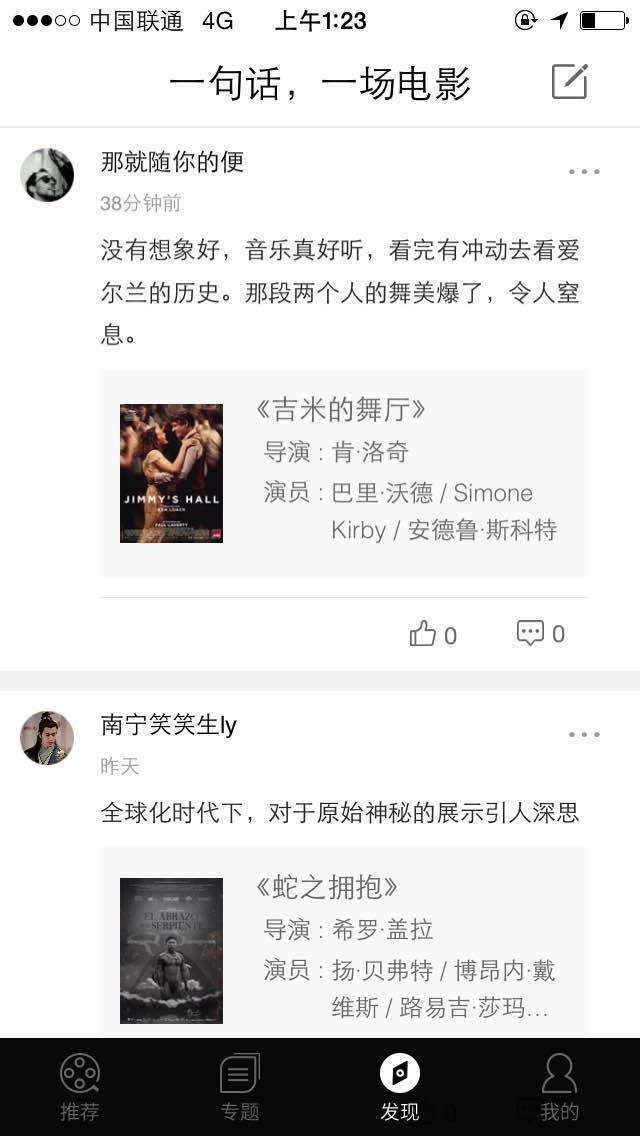 中国联通 4G 上午1:23
一句话，一场电影
那就随你的便
38分钟前
没有想象好，音乐真好听，看完有冲动去看爱
尔兰的历史。那段两个人的舞美爆了，令人窒
息。
《吉米的舞厅》
导演：肯·洛奇
演员：巴里·沃德 / Simone
Kirby / 安德鲁·斯科特
JIMMY'S HALL
KEN LOACH
PAUL LAVERTY
0 0
南宁笑笑生ly
昨天
全球化时代下，对于原始神秘的展示引人深思
《蛇之拥抱》
导演：希罗·盖拉
演员：扬·贝弗特 / 博昂内·戴
维斯 / 路易吉·莎玛...
EL ABRAZO
SERPIENTE
推荐 专题 发现 我的